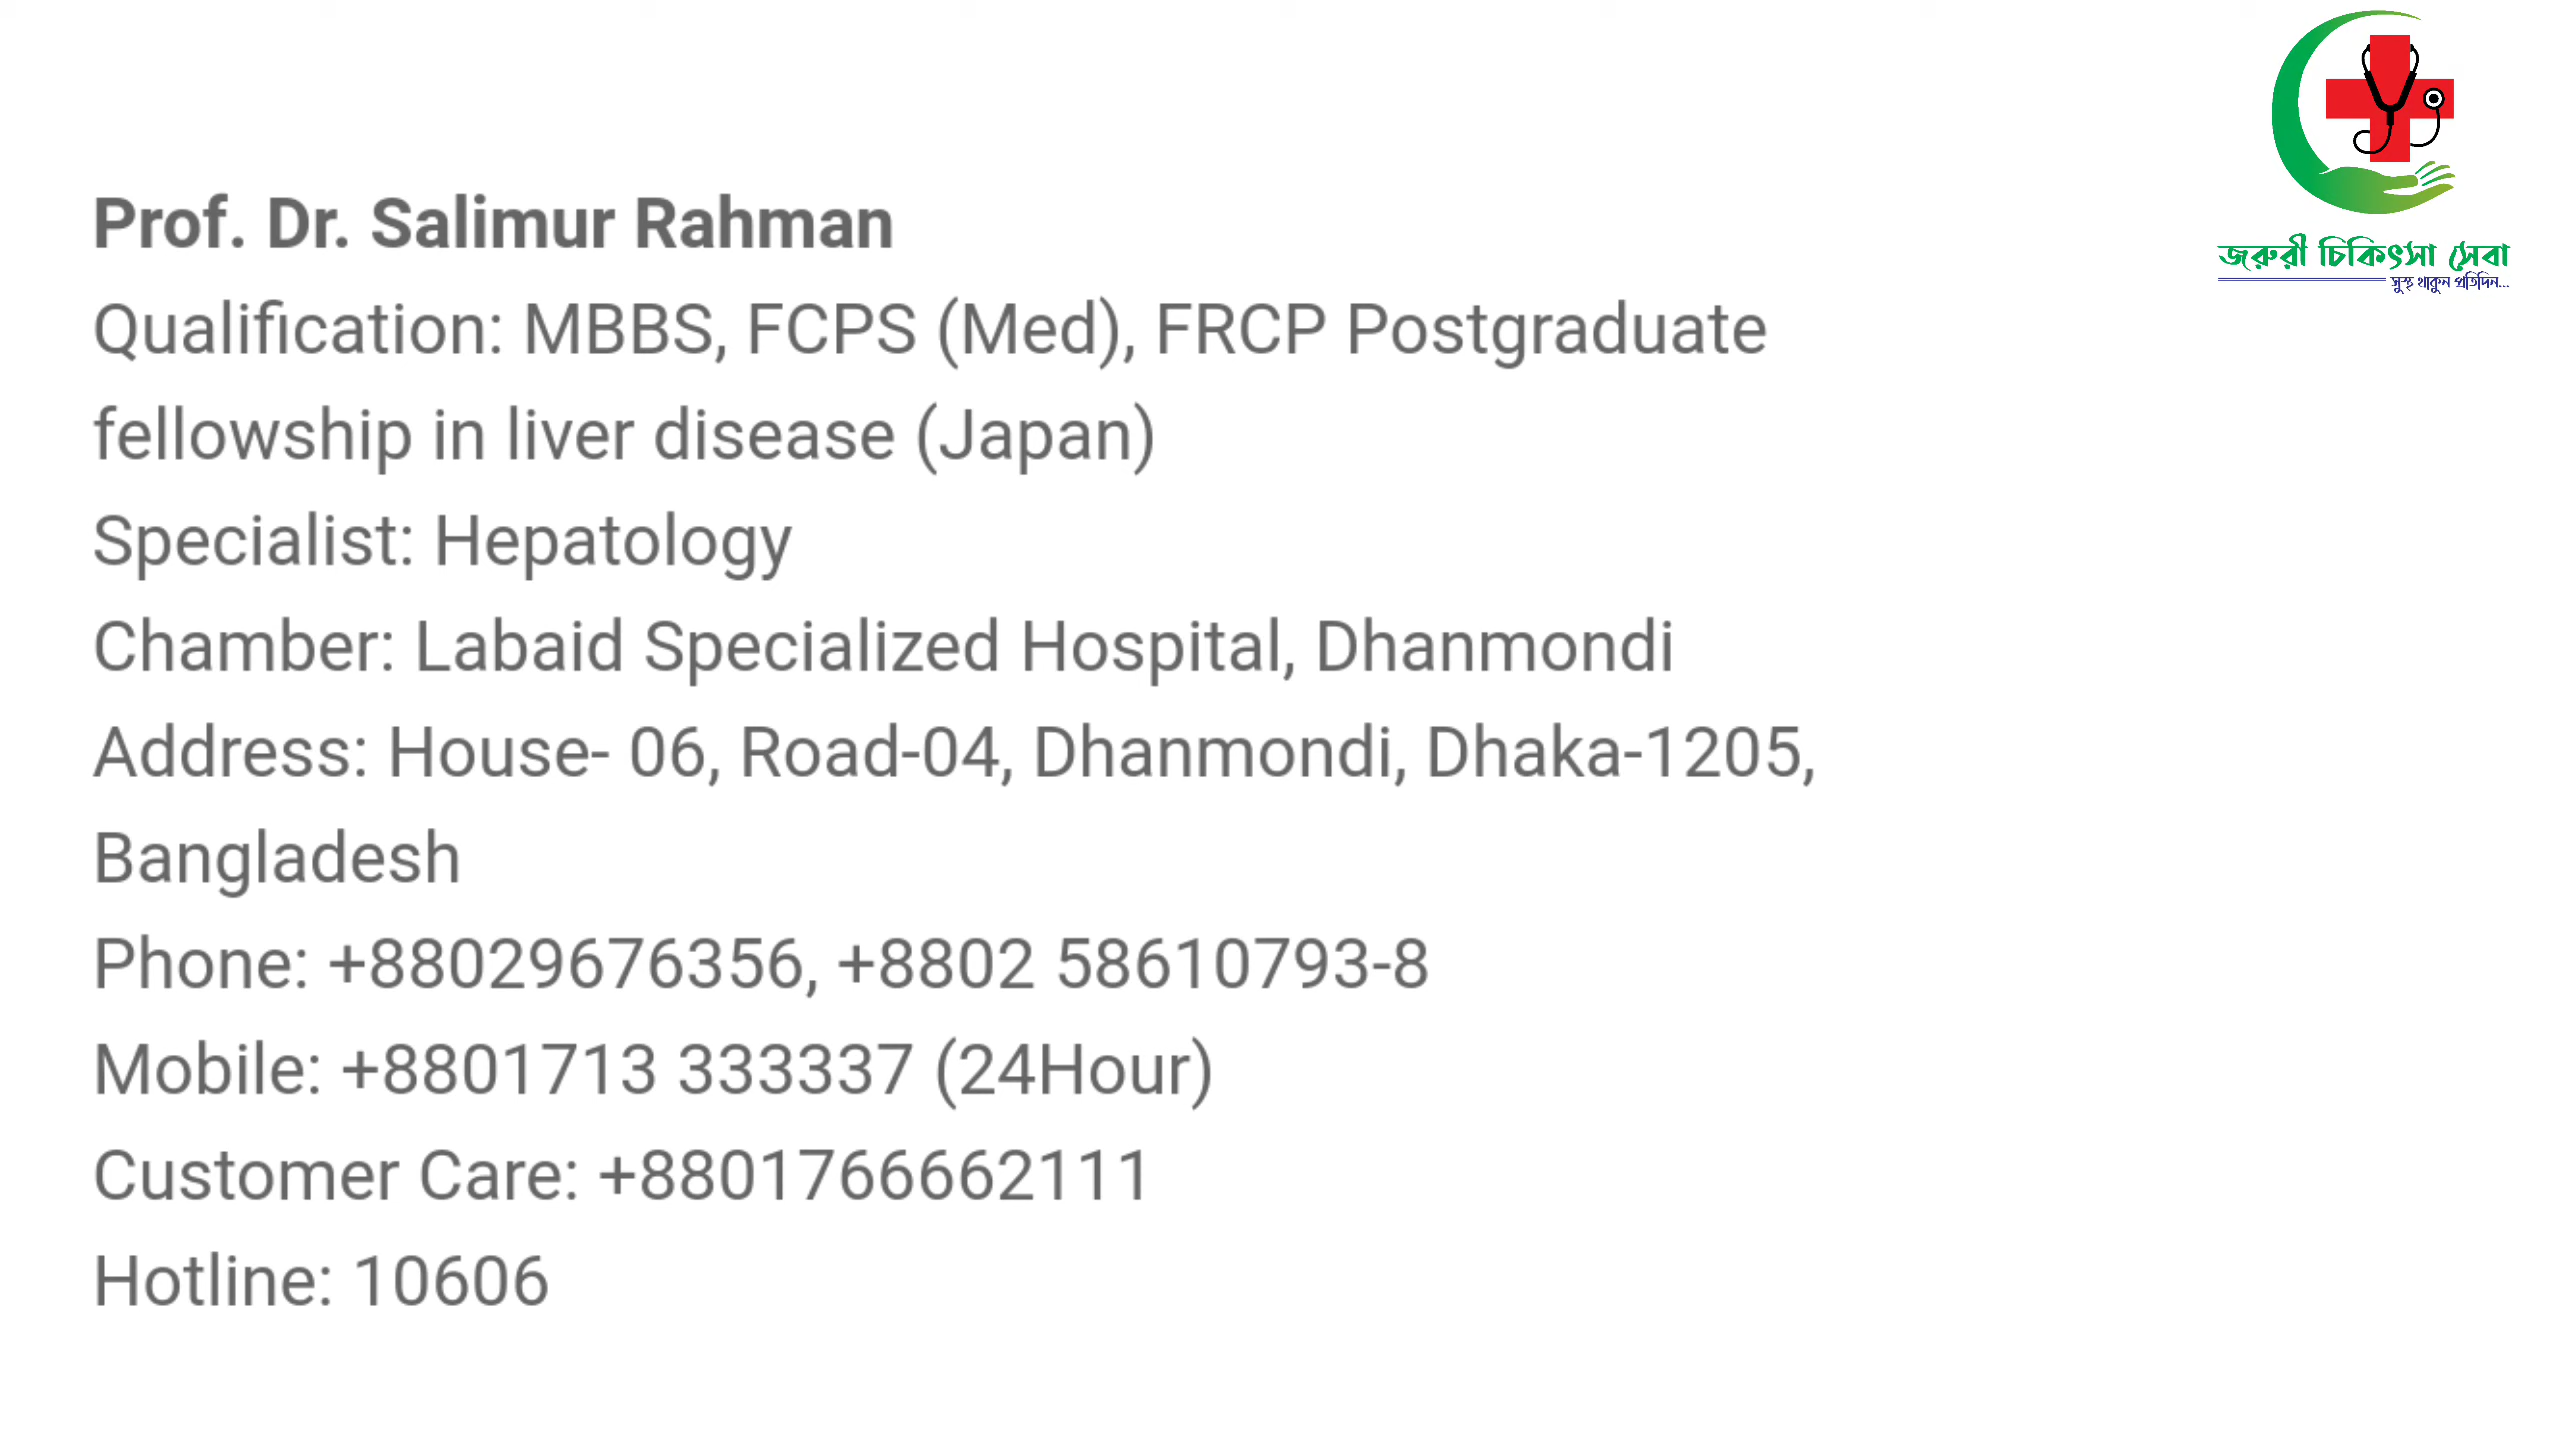 Prof. Dr. Salimur Rahman
Qualification: MBBS, FCPS (Med), FRCP Postgraduate
fellowship in liver disease (Japan)
Specialist: Hepatology
Chamber: Labaid Specialized Hospital, Dhanmondi
Address: House- 06, Road-04, Dhanmondi, Dhaka-1205,
Bangladesh
Phone: +88029676356, +8802 58610793-8
Mobile: +8801713 333337 (24Hour)
Customer Care: +8801766662111
Hotline: 10606
জরুরী চিকিৎসা সেবা
সুস্থ থাকুন প্রতিদিন...